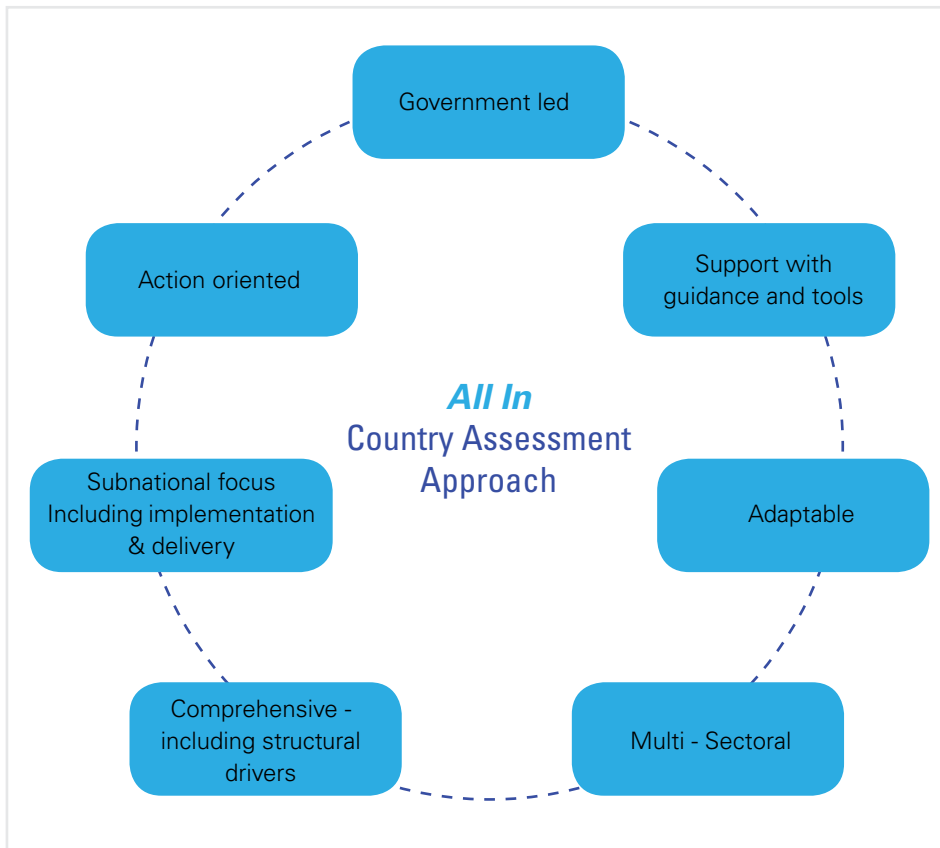 Government led
Action oriented
Support with
guidance and tools
All In
Country Assessment
Approach
Subnational focus
Including implementation
& delivery
Adaptable
Comprehensive -
including structural
drivers
Multi - Sectoral